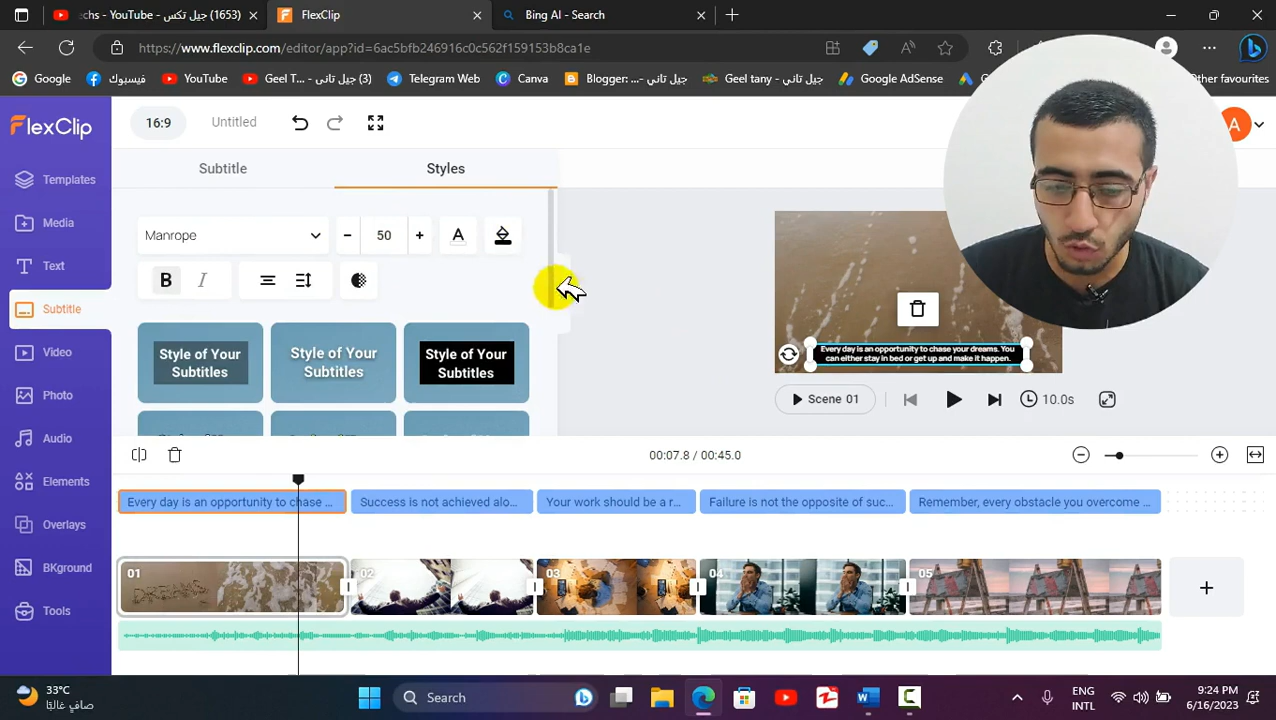 (1653) جيل تكس - YouTube - echs
FlexClip
Bing AI - Search
https://www.flexclip.com/editor/app?id=6ac5bfb246916c0c562f159153b8ca1e
Google
فيسبوك
YouTube
Geel T... - جيل تاني (3)
Telegram Web
Canva
Blogger: ...- جيل تاني
Geel tany - جيل تاني
Google AdSense
Other favourites
FlexClip
16:9
Untitled
A
Templates
Media
Text
Subtitle
Video
Photo
Audio
Elements
Overlays
BKground
Tools
Subtitle
Styles
Manrope
- 50 + A
B I
Style of Your
Subtitles
Style of Your
Subtitles
Style of Your
Subtitles
Every day is an opportunity to chase your dreams. You
can either stay in bed or get up and make it happen.
Scene 01
10.0s
00:07.8 / 00:45.0
Every day is an opportunity to chase ...
Success is not achieved alo...
Your work should be a r...
Failure is not the opposite of suc...
Remember, every obstacle you overcome ...
01
DREAMS
02
03
04
05
+
33°C
صافٍ غالبًا
Search
ENG
INTL
9:24 PM
6/16/2023